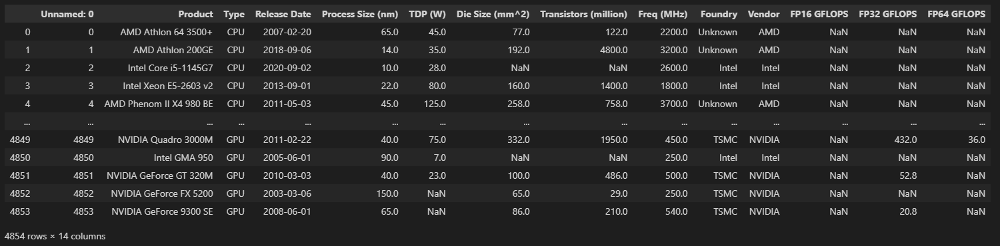 Unnamed: 0 Product Type Release Date Process Size (nm) TDP (W) Die Size (mm^2) Transistors (million) Freq (MHz) Foundry Vendor FP16 GFLOPS FP32 GFLOPS FP64 GFLOPS
0 0 AMD Athlon 64 3500+ CPU 2007-02-20 65.0 45.0 77.0 122.0 2200.0 Unknown AMD NaN NaN NaN
1 1 AMD Athlon 200GE CPU 2018-09-06 14.0 35.0 192.0 4800.0 3200.0 Unknown AMD NaN NaN NaN
2 2 Intel Core i5-1145G7 CPU 2020-09-02 10.0 28.0 NaN NaN 2600.0 Intel Intel NaN NaN NaN
3 3 Intel Xeon E5-2603 v2 CPU 2013-09-01 22.0 80.0 160.0 1400.0 1800.0 Intel Intel NaN NaN NaN
4 4 AMD Phenom II X4 980 BE CPU 2011-05-03 45.0 125.0 258.0 758.0 3700.0 Unknown AMD NaN NaN NaN
... ... ... ... ... ... ... ... ... ... ... ... ... ... ...
4849 4849 NVIDIA Quadro 3000M GPU 2011-02-22 40.0 75.0 332.0 1950.0 450.0 TSMC NVIDIA NaN 432.0 36.0
4850 4850 Intel GMA 950 GPU 2005-06-01 90.0 7.0 NaN NaN 250.0 Intel Intel NaN NaN NaN
4851 4851 NVIDIA GeForce GT 320M GPU 2010-03-03 40.0 23.0 100.0 486.0 500.0 TSMC NVIDIA NaN 52.8 NaN
4852 4852 NVIDIA GeForce FX 5200 GPU 2003-03-06 150.0 NaN 65.0 29.0 250.0 TSMC NVIDIA NaN NaN NaN
4853 4853 NVIDIA GeForce 9300 SE GPU 2008-06-01 65.0 NaN 86.0 210.0 540.0 TSMC NVIDIA NaN 20.8 NaN
4854 rows × 14 columns